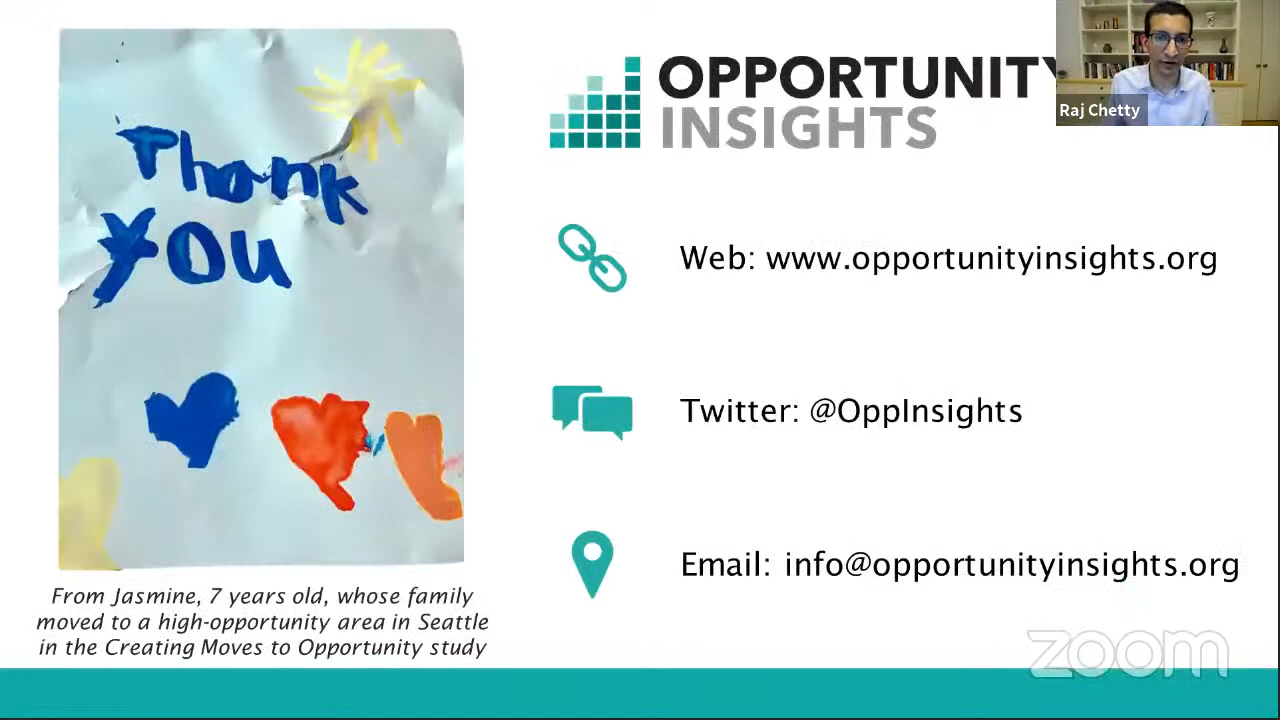 Thank
You
From Jasmine, 7 years old, whose family
moved to a high-opportunity area in Seattle
in the Creating Moves to Opportunity study
OPPORTUNITY
INSIGHTS
Raj Chetty
Web: www.opportunityinsights.org
Twitter: @OppInsights
Email: info@opportunityinsights.org
zoom